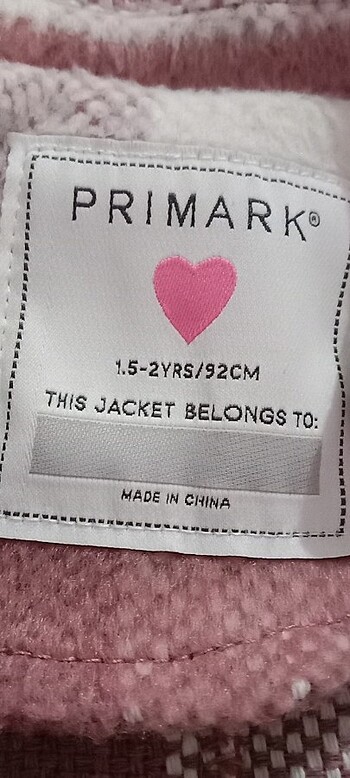 PRIMARK®
1.5-2YRS/92CM
THIS JACKET BELONGS TO:
MADE IN CHINA